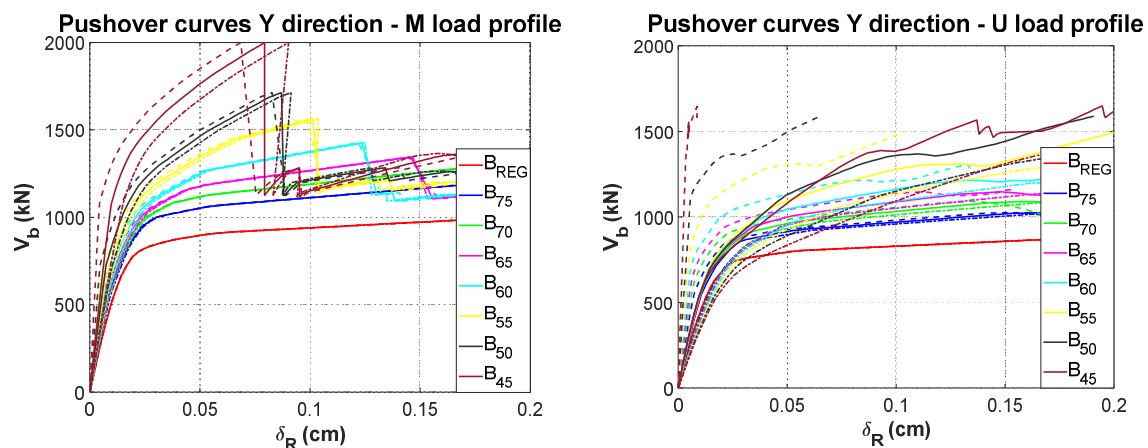 Pushover curves Y direction - M load profile
2000
1500
1000
500
0
V_b (kN)
0 0.05 0.1 0.15 0.2
δ_R (cm)
B_REG
B_75
B_70
B_65
B_60
B_55
B_50
B_45
Pushover curves Y direction - U load profile
2000
1500
1000
500
0
V_b (kN)
0 0.05 0.1 0.15 0.2
δ_R (cm)
B_REG
B_75
B_70
B_65
B_60
B_55
B_50
B_45